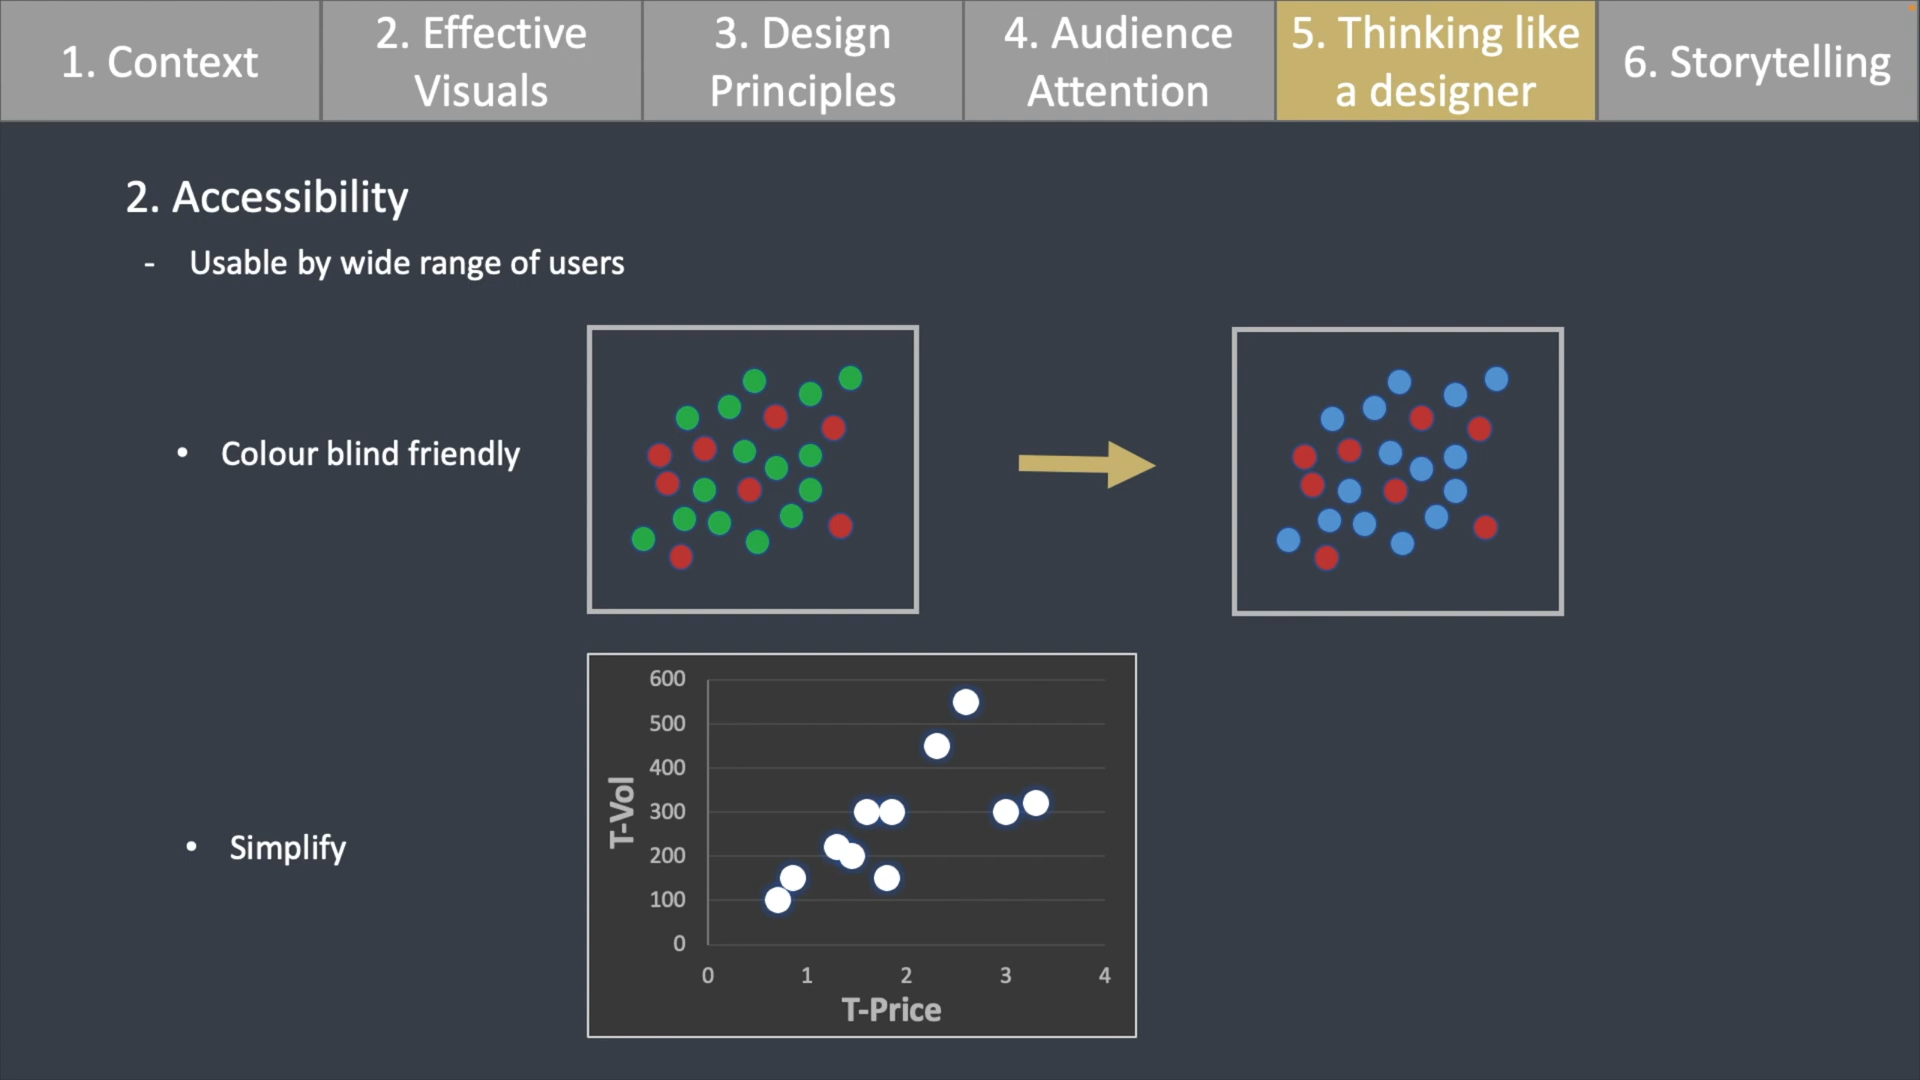 1. Context
2. Effective
Visuals
3. Design
Principles
4. Audience
Attention
5. Thinking like
a designer
6. Storytelling
2. Accessibility
- Usable by wide range of users
• Colour blind friendly
• Simplify
600
500
400
300
200
100
0
T-Vol
0 1 2 3 4
T-Price